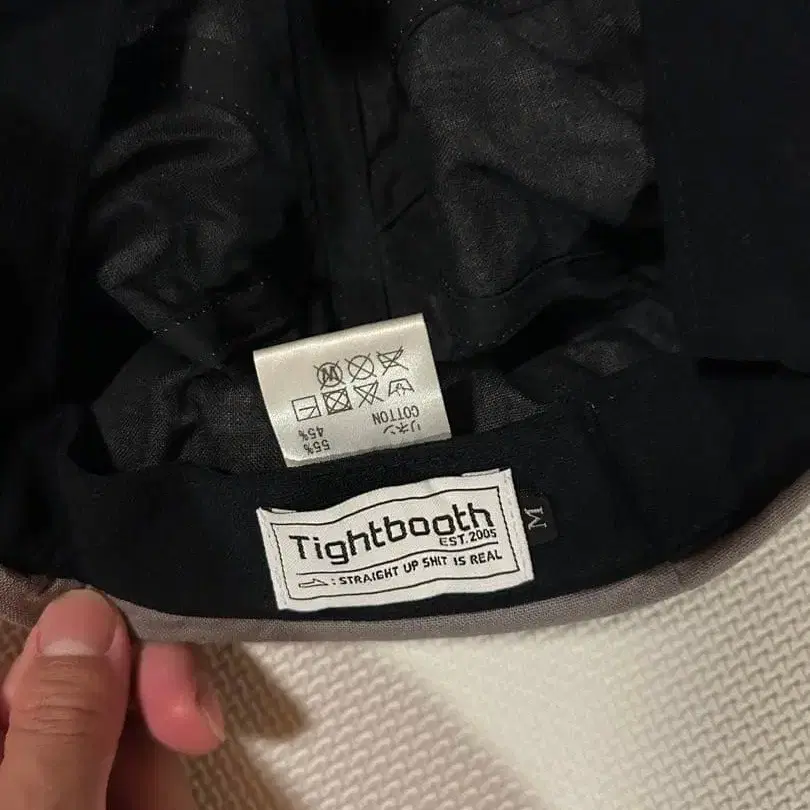 Tightbooth
EST.2005
: STRAIGHT UP SHIT IS REAL
M
リネン 55%
COTTON 45%
W